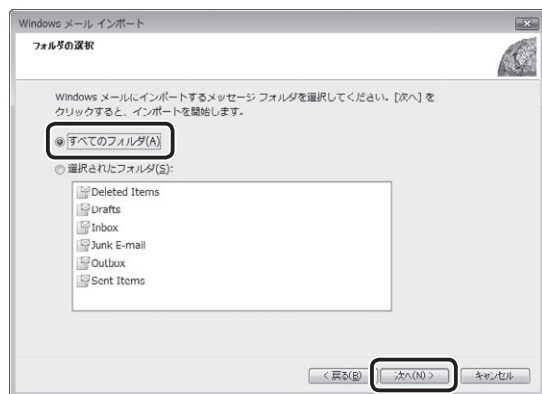 Windows メール インポート
フォルダの選択
Windows メールにインポートするメッセージ フォルダを選択してください。[次へ] を
クリックすると、インポートを開始します。
すべてのフォルダ(A)
選択されたフォルダ(S):
Deleted Items
Drafts
Inbox
Junk E-mail
Outbox
Sent Items
< 戻る(B)
次へ(N) >
キャンセル